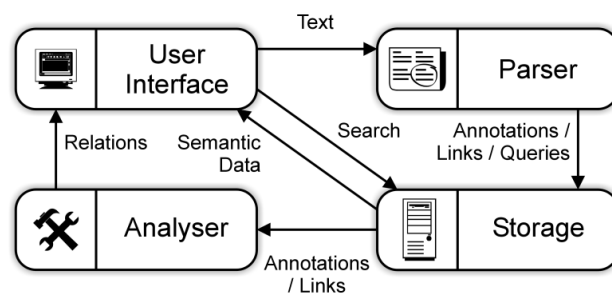 Text
User
Interface
Parser
Relations
Semantic
Data
Search
Annotations /
Links / Queries
Analyser
Storage
Annotations
/ Links